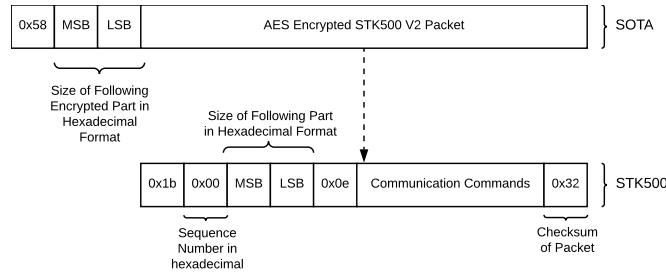 0x58 MSB LSB AES Encrypted STK500 V2 Packet SOTA
Size of Following
Encrypted Part in
Hexadecimal
Format
Size of Following Part
in Hexadecimal Format
0x1b 0x00 MSB LSB 0x0e Communication Commands 0x32 STK500
Sequence
Number in
hexadecimal
Checksum
of Packet